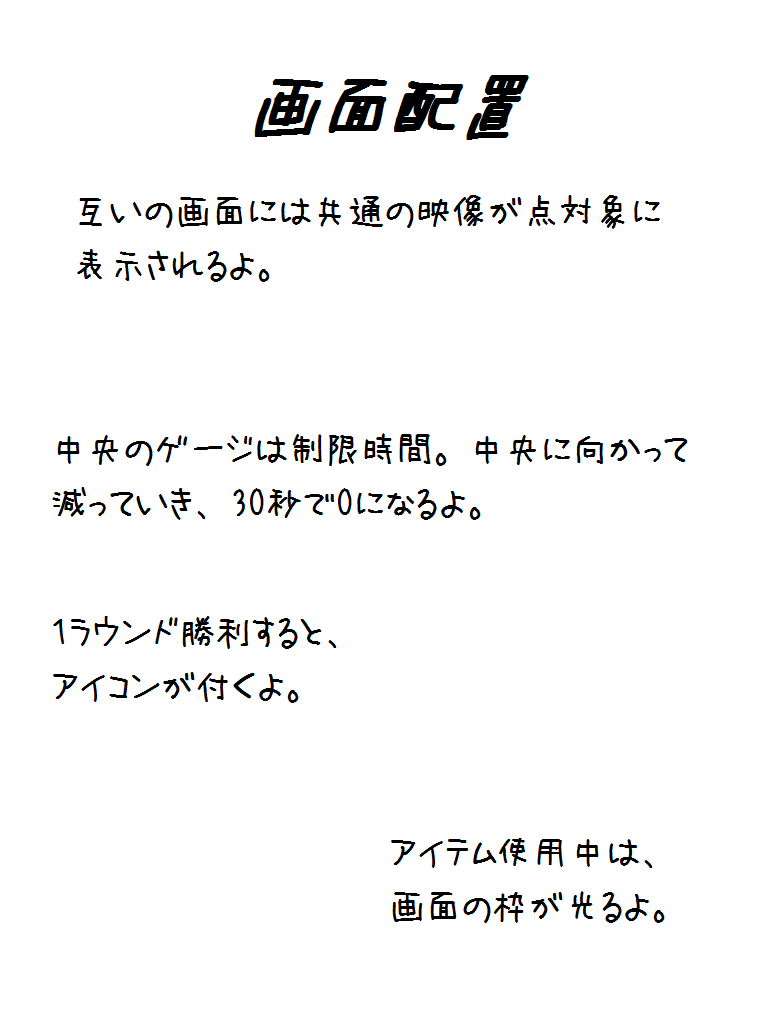 画面配置
互いの画面には共通の映像が点対象に
表示されるよ。
中央のゲージは制限時間。中央に向かって
減っていき、30秒で0になるよ。
1ラウンド勝利すると、
アイコンが付くよ。
アイテム使用中は、
画面の枠が光るよ。